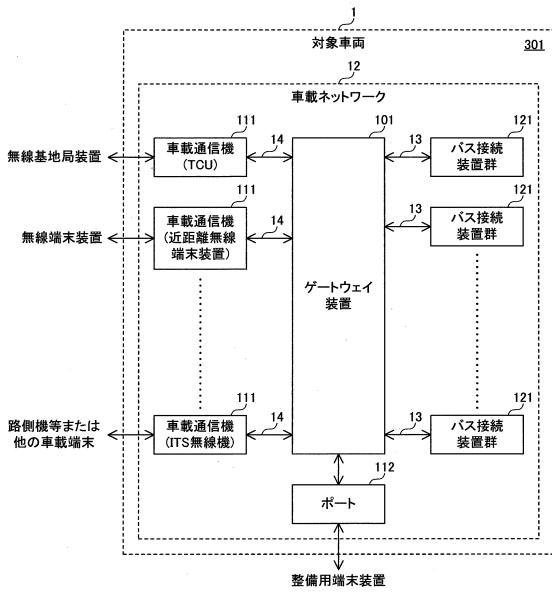 1
対象車両
301
12
車載ネットワーク
111
101
121
無線基地局装置
車載通信機
(TCU)
14
13
バス接続
装置群
111
121
無線端末装置
車載通信機
(近距離無線
端末装置)
14
13
バス接続
装置群
ゲートウェイ
装置
111
121
路側機等または
他の車載端末
車載通信機
(ITS無線機)
14
13
バス接続
装置群
112
ポート
整備用端末装置